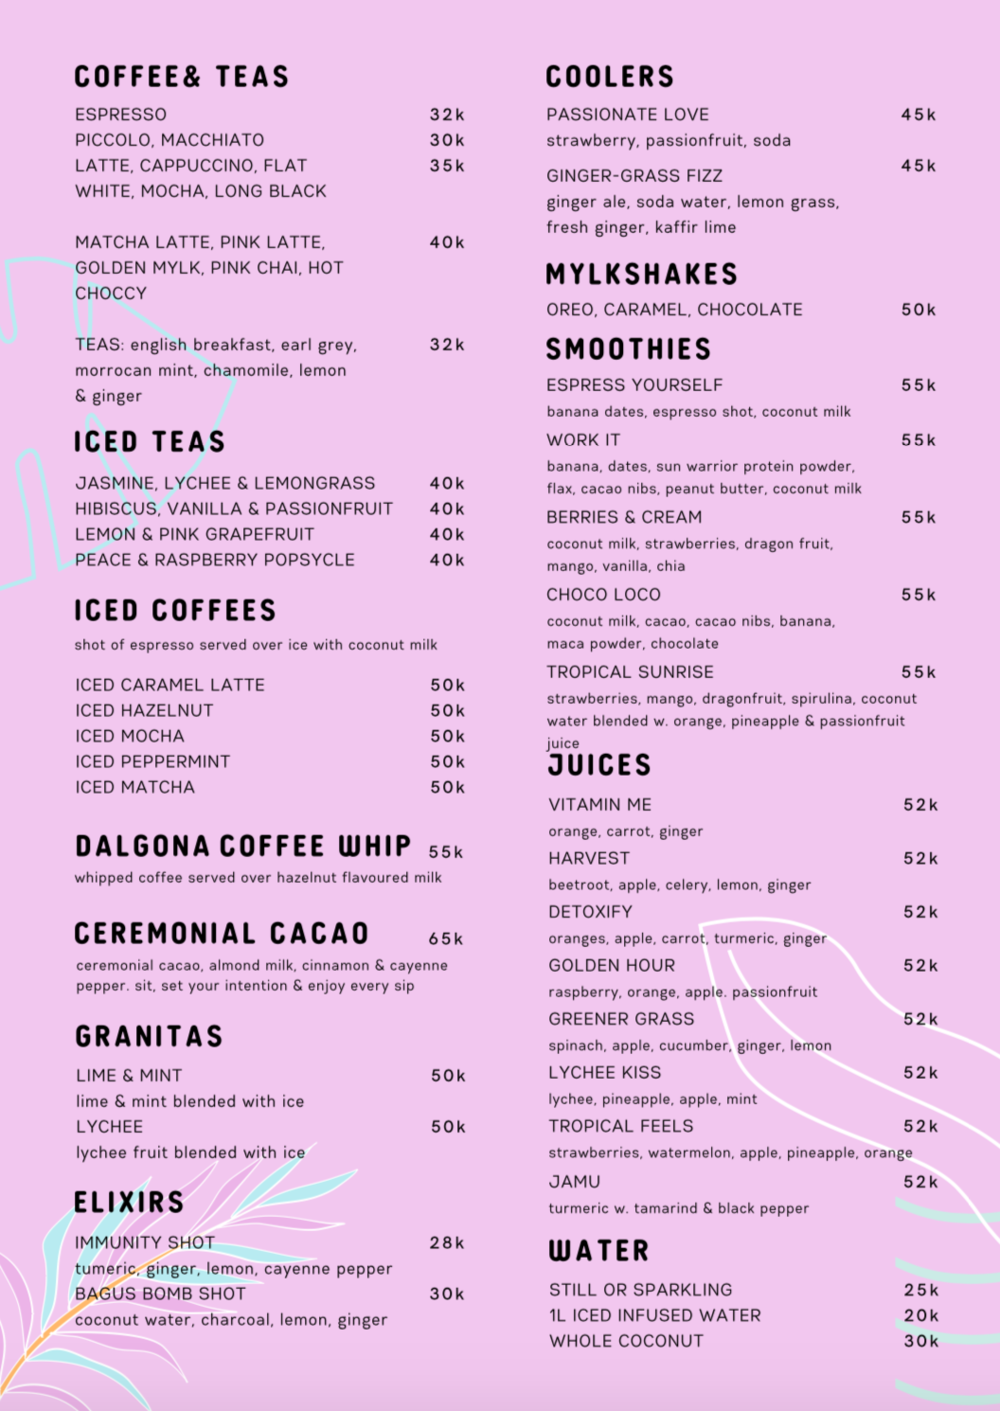 COFFEE& TEAS
ESPRESSO 32k
PICCOLO, MACCHIATO 30k
LATTE, CAPPUCCINO, FLAT 35k
WHITE, MOCHA, LONG BLACK
MATCHA LATTE, PINK LATTE, 40k
GOLDEN MYLK, PINK CHAI, HOT
CHOCCY
TEAS: english breakfast, earl grey, 32k
morrocan mint, chamomile, lemon
& ginger
ICED TEAS
JASMINE, LYCHEE & LEMONGRASS 40k
HIBISCUS, VANILLA & PASSIONFRUIT 40k
LEMON & PINK GRAPEFRUIT 40k
PEACE & RASPBERRY POPSYCLE 40k
ICED COFFEES
shot of espresso served over ice with coconut milk
ICED CARAMEL LATTE 50k
ICED HAZELNUT 50k
ICED MOCHA 50k
ICED PEPPERMINT 50k
ICED MATCHA 50k
DALGONA COFFEE WHIP 55k
whipped coffee served over hazelnut flavoured milk
CEREMONIAL CACAO 65k
ceremonial cacao, almond milk, cinnamon & cayenne
pepper. sit, set your intention & enjoy every sip
GRANITAS
LIME & MINT 50k
lime & mint blended with ice
LYCHEE 50k
lychee fruit blended with ice
ELIXIRS
IMMUNITY SHOT 28k
tumeric, ginger, lemon, cayenne pepper
BAGUS BOMB SHOT 30k
coconut water, charcoal, lemon, ginger
COOLERS
PASSIONATE LOVE 45k
strawberry, passionfruit, soda
GINGER-GRASS FIZZ 45k
ginger ale, soda water, lemon grass,
fresh ginger, kaffir lime
MYLKSHAKES
OREO, CARAMEL, CHOCOLATE 50k
SMOOTHIES
ESPRESS YOURSELF 55k
banana dates, espresso shot, coconut milk
WORK IT 55k
banana, dates, sun warrior protein powder,
flax, cacao nibs, peanut butter, coconut milk
BERRIES & CREAM 55k
coconut milk, strawberries, dragon fruit,
mango, vanilla, chia
CHOCO LOCO 55k
coconut milk, cacao, cacao nibs, banana,
maca powder, chocolate
TROPICAL SUNRISE 55k
strawberries, mango, dragonfruit, spirulina, coconut
water blended w. orange, pineapple & passionfruit
juice
JUICES
VITAMIN ME 52k
orange, carrot, ginger
HARVEST 52k
beetroot, apple, celery, lemon, ginger
DETOXIFY 52k
oranges, apple, carrot, turmeric, ginger
GOLDEN HOUR 52k
raspberry, orange, apple. passionfruit
GREENER GRASS 52k
spinach, apple, cucumber, ginger, lemon
LYCHEE KISS 52k
lychee, pineapple, apple, mint
TROPICAL FEELS 52k
strawberries, watermelon, apple, pineapple, orange
JAMU 52k
turmeric w. tamarind & black pepper
WATER
STILL OR SPARKLING 25k
1L ICED INFUSED WATER 20k
WHOLE COCONUT 30k